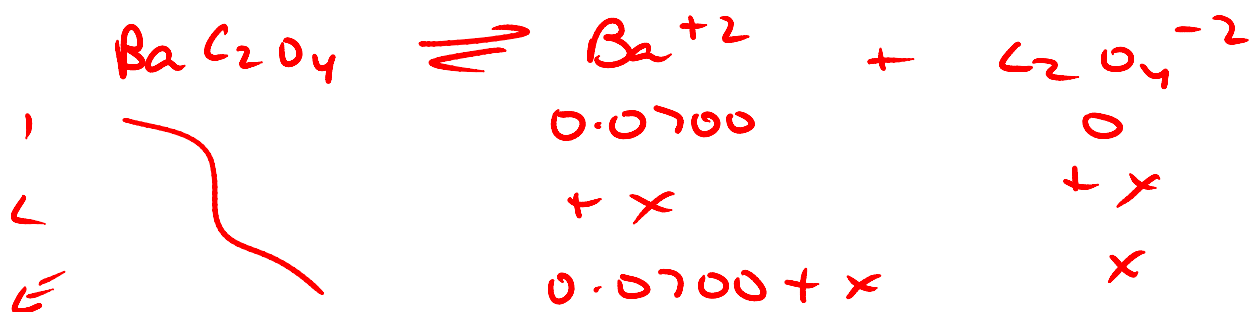 BaC₂O₄ ⇌ Ba⁺² + C₂O₄⁻²
I 0.0700 0
C + x + x
E 0.0700 + x x